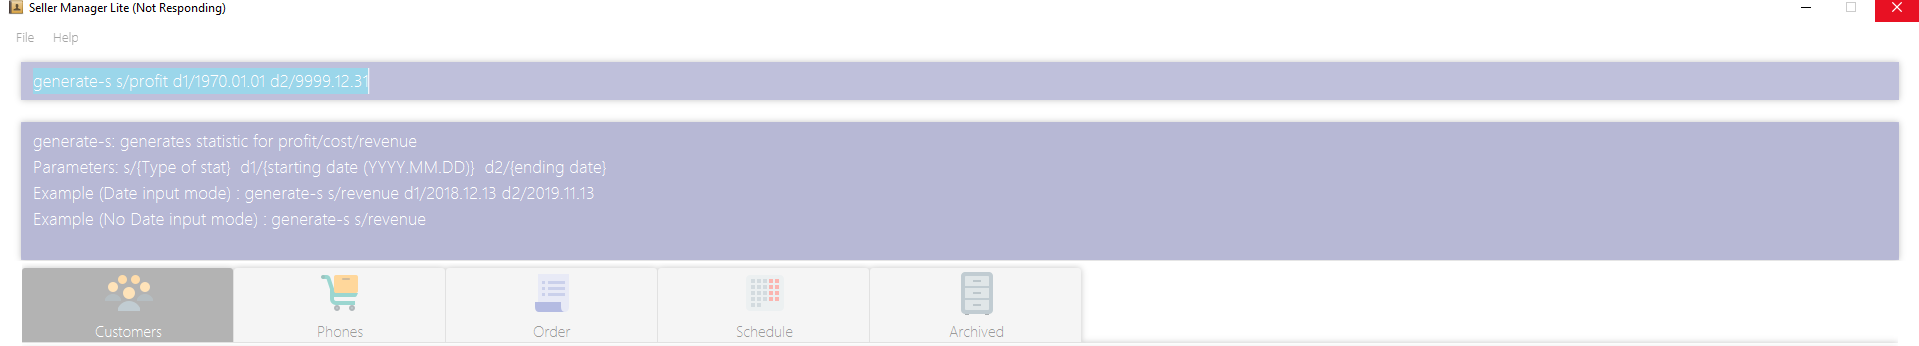 Seller Manager Lite (Not Responding)
File Help
generate-s s/profit d1/1970.01.01 d2/9999.12.31
generate-s: generates statistic for profit/cost/revenue
Parameters: s/{Type of stat}  d1/{starting date (YYYY.MM.DD)}  d2/{ending date}
Example (Date input mode) : generate-s s/revenue d1/2018.12.13 d2/2019.11.13
Example (No Date input mode) : generate-s s/revenue
Customers Phones Order Schedule Archived